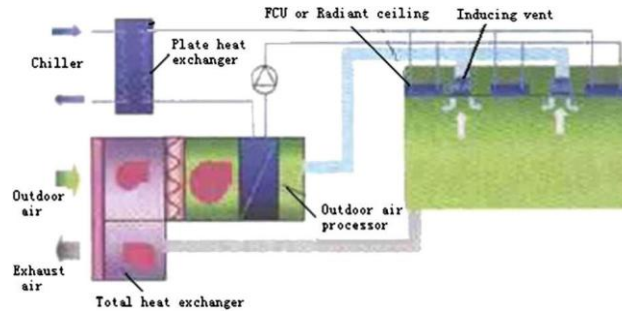 FCU or Radiant ceiling
Inducing vent
Plate heat
exchanger
Chiller
Outdoor
air
Outdoor air
processor
Exhaust
air
Total heat exchanger